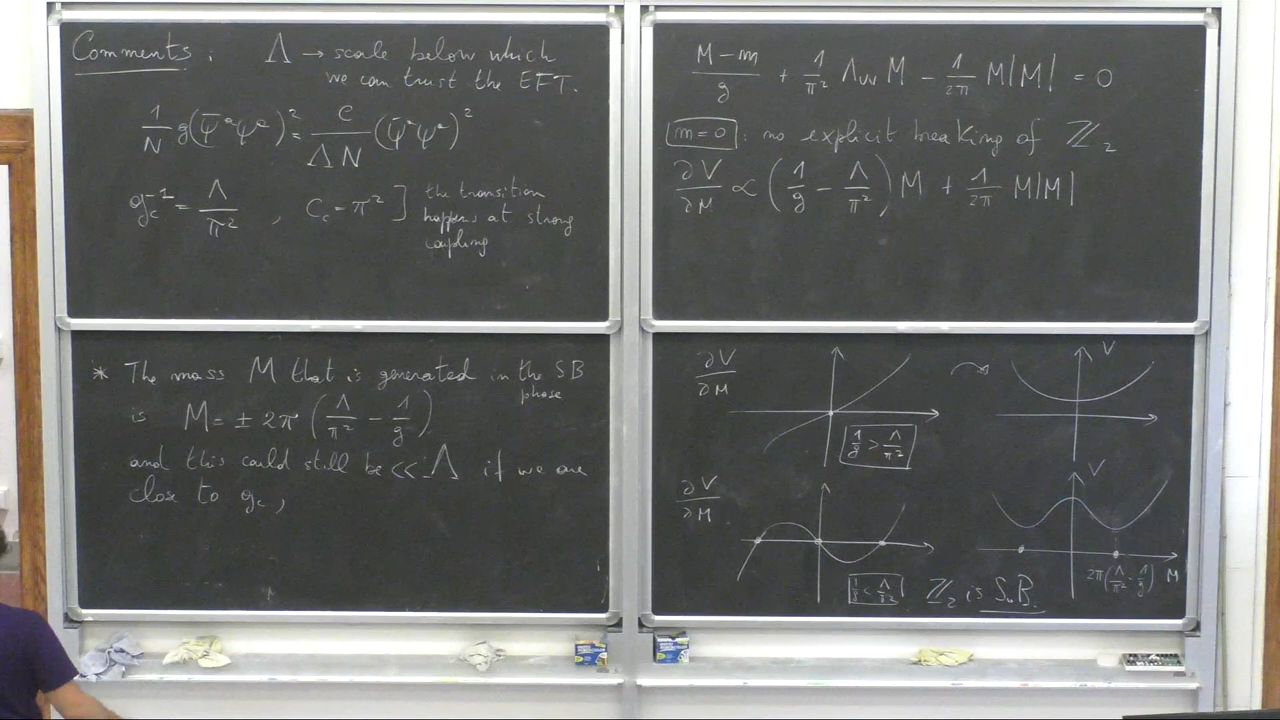 Comments : Λ → scale below which
we can trust the EFT.
1/N g(ψ̄ᵃψᵃ)² = C/(ΛN) (ψ̄ᵃψᵃ)²
g_c⁻¹ = Λ/π² , C_c = π² ] the transition
happens at strong
coupling
* The mass M that is generated in the SB
phase
is M = ± 2π (Λ/π² − 1/g)
and this could still be << Λ if we are
close to g_c,
(M − m)/g + 1/π² Λ_UV M − 1/2π M|M| = 0
m=0 : no explicit breaking of ℤ₂
∂V/∂M ∝ (1/g − Λ/π²) M + 1/2π M|M|
∂V/∂M
V
1/g > Λ/π²
∂V/∂M
V
1/g < Λ/π²
2π(Λ/π² − 1/g) M
ℤ₂ is S.B.